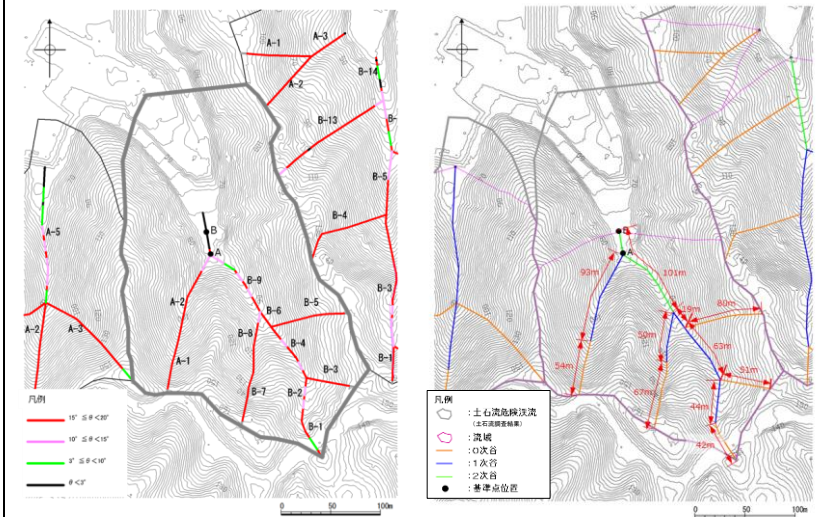 A-1
A-3
A-2
B-14
B-13
B-5
A-5
B-4
B
A
B-9
B-3
A-2
B-6
B-5
A-2
A-3
B-8
B-4
B-1
A-1
B-3
B-2
B-7
B-1
凡例
15° ≦θ<20°
10° ≦θ<15°
3° ≦θ<10°
θ<3°
0 50 100m
B
A
93m
101m
19m
80m
50m
63m
54m
67m
51m
44m
42m
凡例
:土石流危険渓流
(土石流調査結果)
:流域
:0次谷
:1次谷
:2次谷
:基準点位置
0 50 100m